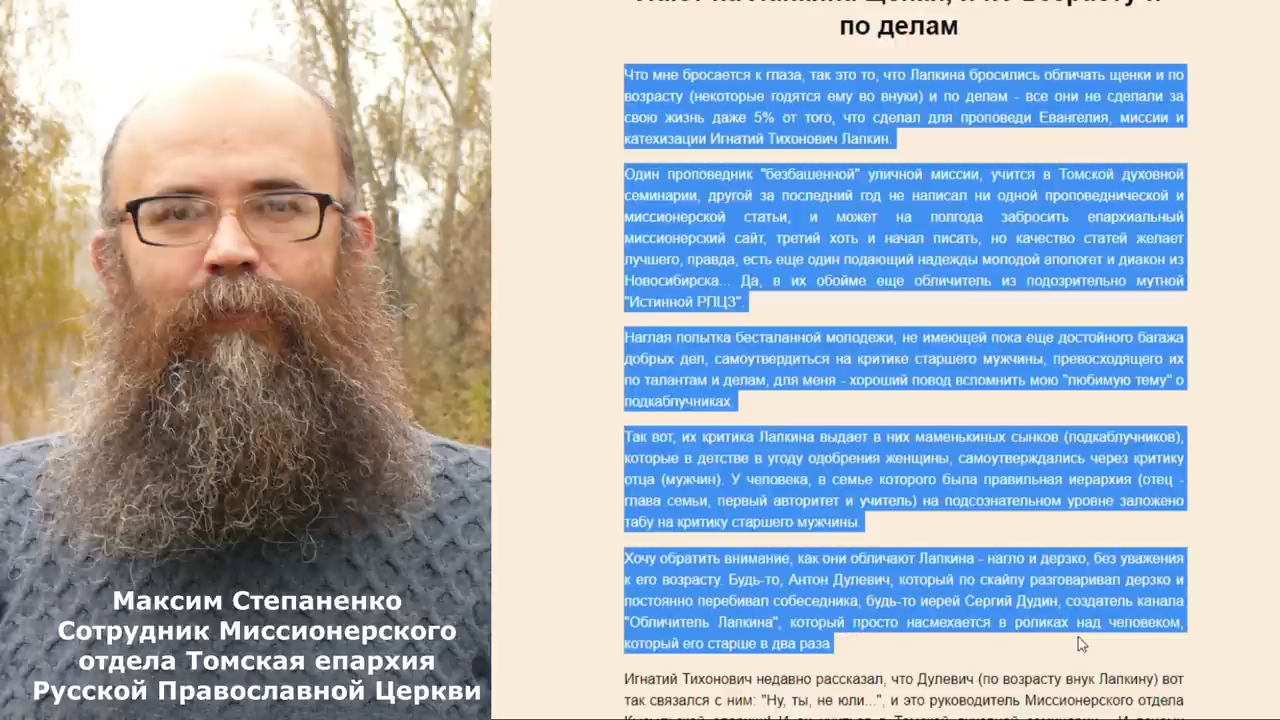 по делам
Что мне бросается к глаза, так это то, что Лапкина бросились обличать щенки и по
возрасту (некоторые годятся ему во внуки) и по делам - все они не сделали за
свою жизнь даже 5% от того, что сделал для проповеди Евангелия, миссии и
катехизации Игнатий Тихонович Лапкин.
Один проповедник "безбашенной" уличной миссии, учится в Томской духовной
семинарии, другой за последний год не написал ни одной проповеднической и
миссионерской статьи, и может на полгода забросить епархиальный
миссионерский сайт, третий хоть и начал писать, но качество статей желает
лучшего, правда, есть еще один подающий надежды молодой апологет и диакон из
Новосибирска... Да, в их обойме еще обличитель из подозрительно мутной
"Истинной РПЦЗ".
Наглая попытка бесталанной молодежи, не имеющей пока еще достойного багажа
добрых дел, самоутвердиться на критике старшего мужчины, превосходящего их
по талантам и делам, для меня - хороший повод вспомнить мою "любимую тему" о
подкаблучниках.
Так вот, их критика Лапкина выдает в них маменькиных сынков (подкаблучников),
которые в детстве в угоду одобрения женщины, самоутверждались через критику
отца (мужчин). У человека, в семье которого была правильная иерархия (отец -
глава семьи, первый авторитет и учитель) на подсознательном уровне заложено
табу на критику старшего мужчины.
Хочу обратить внимание, как они обличают Лапкина - нагло и дерзко, без уважения
к его возрасту. Будь-то, Антон Дулевич, который по скайпу разговаривал дерзко и
постоянно перебивал собеседника, будь-то иерей Сергий Дудин, создатель канала
"Обличитель Лапкина", который просто насмехается в роликах над человеком,
который его старше в два раза.
Игнатий Тихонович недавно рассказал, что Дулевич (по возрасту внук Лапкину) вот
так связался с ним: "Ну, ты, не юли...", и это руководитель Миссионерского отдела
Максим Степаненко
Сотрудник Миссионерского
отдела Томская епархия
Русской Православной Церкви